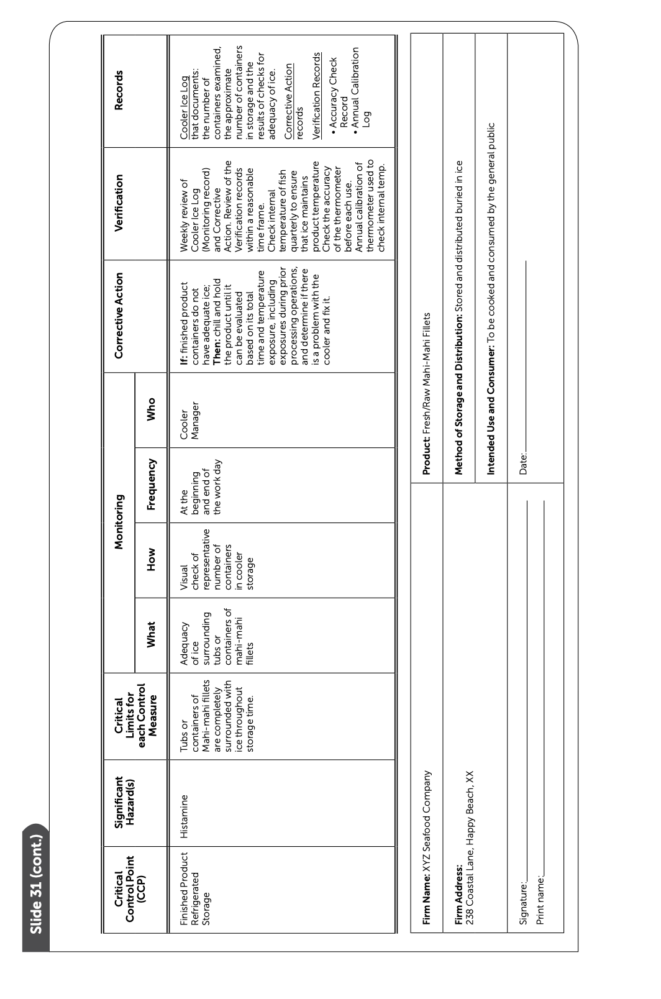 Slide 31 (cont.)
Critical
Control Point
(CCP)
Significant
Hazard(s)
Critical
Limits for
each Control
Measure
Monitoring
What
How
Frequency
Who
Corrective Action
Verification
Records
Finished Product
Refrigerated
Storage
Histamine
Tubs or
containers of
Mahi-mahi fillets
are completely
surrounded with
ice throughout
storage time.
Adequacy
of ice
surrounding
tubs or
containers of
mahi-mahi
fillets
Visual
check of
representative
number of
containers
in cooler
storage
At the
beginning
and end of
the work day
Cooler
Manager
If: finished product
containers do not
have adequate ice;
Then: chill and hold
the product until it
can be evaluated
based on its total
time and temperature
exposure, including
exposures during prior
processing operations,
and determine if there
is a problem with the
cooler and fix it.
Weekly review of
Cooler Ice Log
(Monitoring record)
and Corrective
Action. Review of the
Verification records
within a reasonable
time frame.
Check internal
temperature of fish
quarterly to ensure
that ice maintains
product temperature
Check the accuracy
of the thermometer
before each use.
Annual calibration of
thermometer used to
check internal temp.
Cooler Ice Log
that documents:
the number of
containers examined,
the approximate
number of containers
in storage and the
results of checks for
adequacy of ice.
Corrective Action
records
Verification Records
• Accuracy Check
Record
• Annual Calibration
Log
Firm Name: XYZ Seafood Company
Product: Fresh/Raw Mahi-Mahi Fillets
Firm Address:
238 Coastal Lane, Happy Beach, XX
Method of Storage and Distribution: Stored and distributed buried in ice
Intended Use and Consumer: To be cooked and consumed by the general public
Signature:
Print name:
Date: